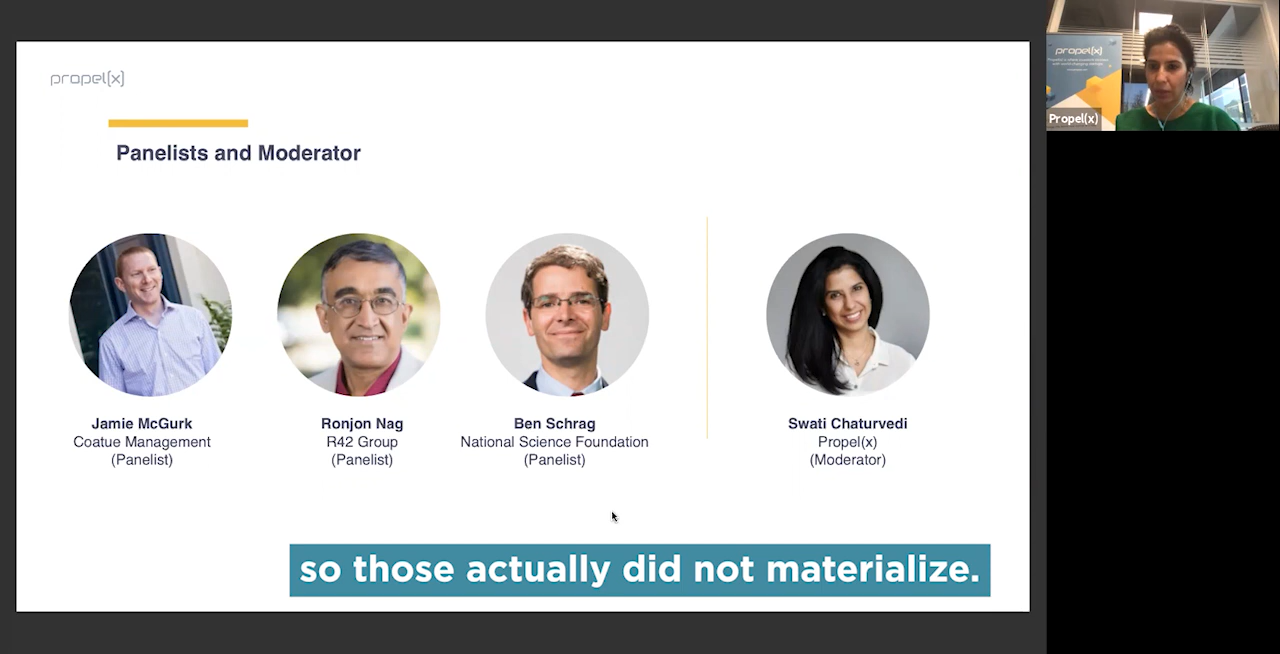 propel(x)
Panelists and Moderator
Jamie McGurk
Coatue Management
(Panelist)
Ronjon Nag
R42 Group
(Panelist)
Ben Schrag
National Science Foundation
(Panelist)
Swati Chaturvedi
Propel(x)
(Moderator)
so those actually did not materialize.
propel(x)
Propel(x)